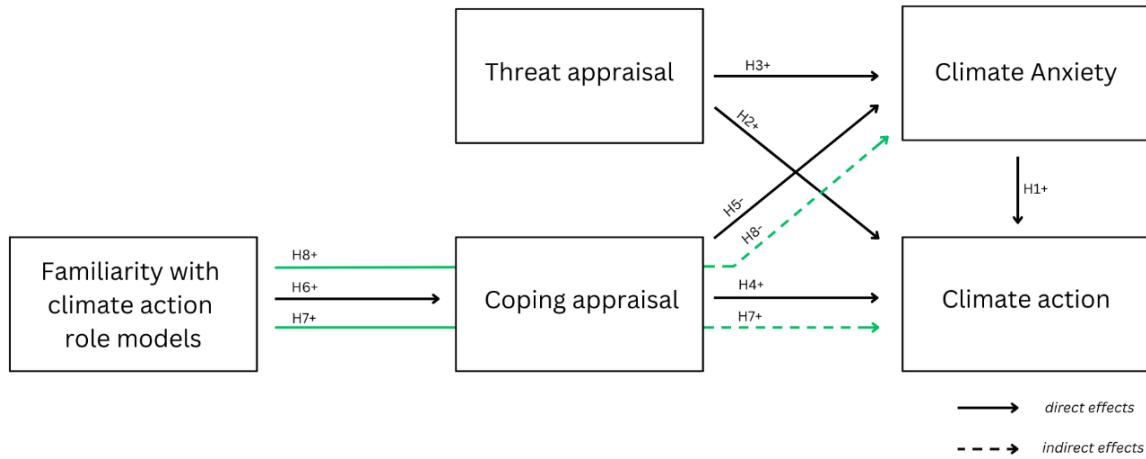 Threat appraisal
H3+
Climate Anxiety
H2+
H1+
H5-
H8-
Familiarity with
climate action
role models
H8+
H6+
H7+
Coping appraisal
H4+
H7+
Climate action
direct effects
indirect effects